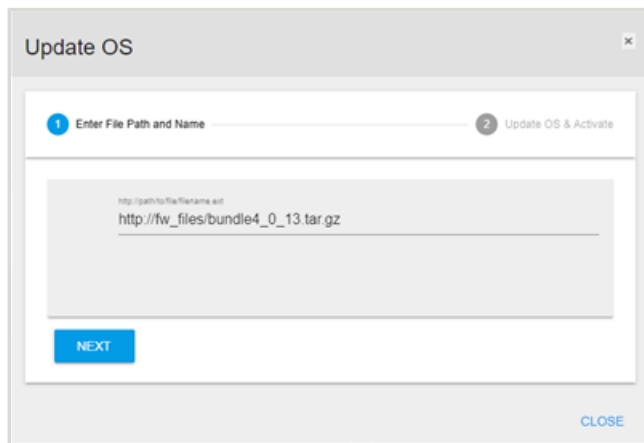 Update OS
×
1 Enter File Path and Name 2 Update OS & Activate
http://path/to/file/filename.ext
http://fw_files/bundle4_0_13.tar.gz
NEXT
CLOSE